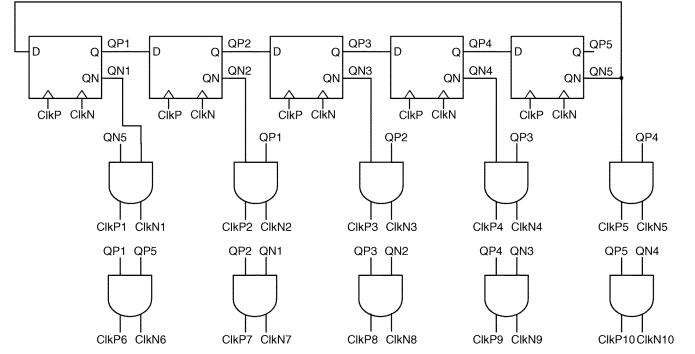 QP1 QP2 QP3 QP4
D Q D Q D Q D Q D Q QP5
QN1 QN2 QN3 QN4
QN QN QN QN QN QN5
ClkP ClkN ClkP ClkN ClkP ClkN ClkP ClkN ClkP ClkN
QN5 QP1 QP2 QP3 QP4
ClkP1 ClkN1 ClkP2 ClkN2 ClkP3 ClkN3 ClkP4 ClkN4 ClkP5 ClkN5
QP1 QP5 QP2 QN1 QP3 QN2 QP4 QN3 QP5 QN4
ClkP6 ClkN6 ClkP7 ClkN7 ClkP8 ClkN8 ClkP9 ClkN9 ClkP10 ClkN10